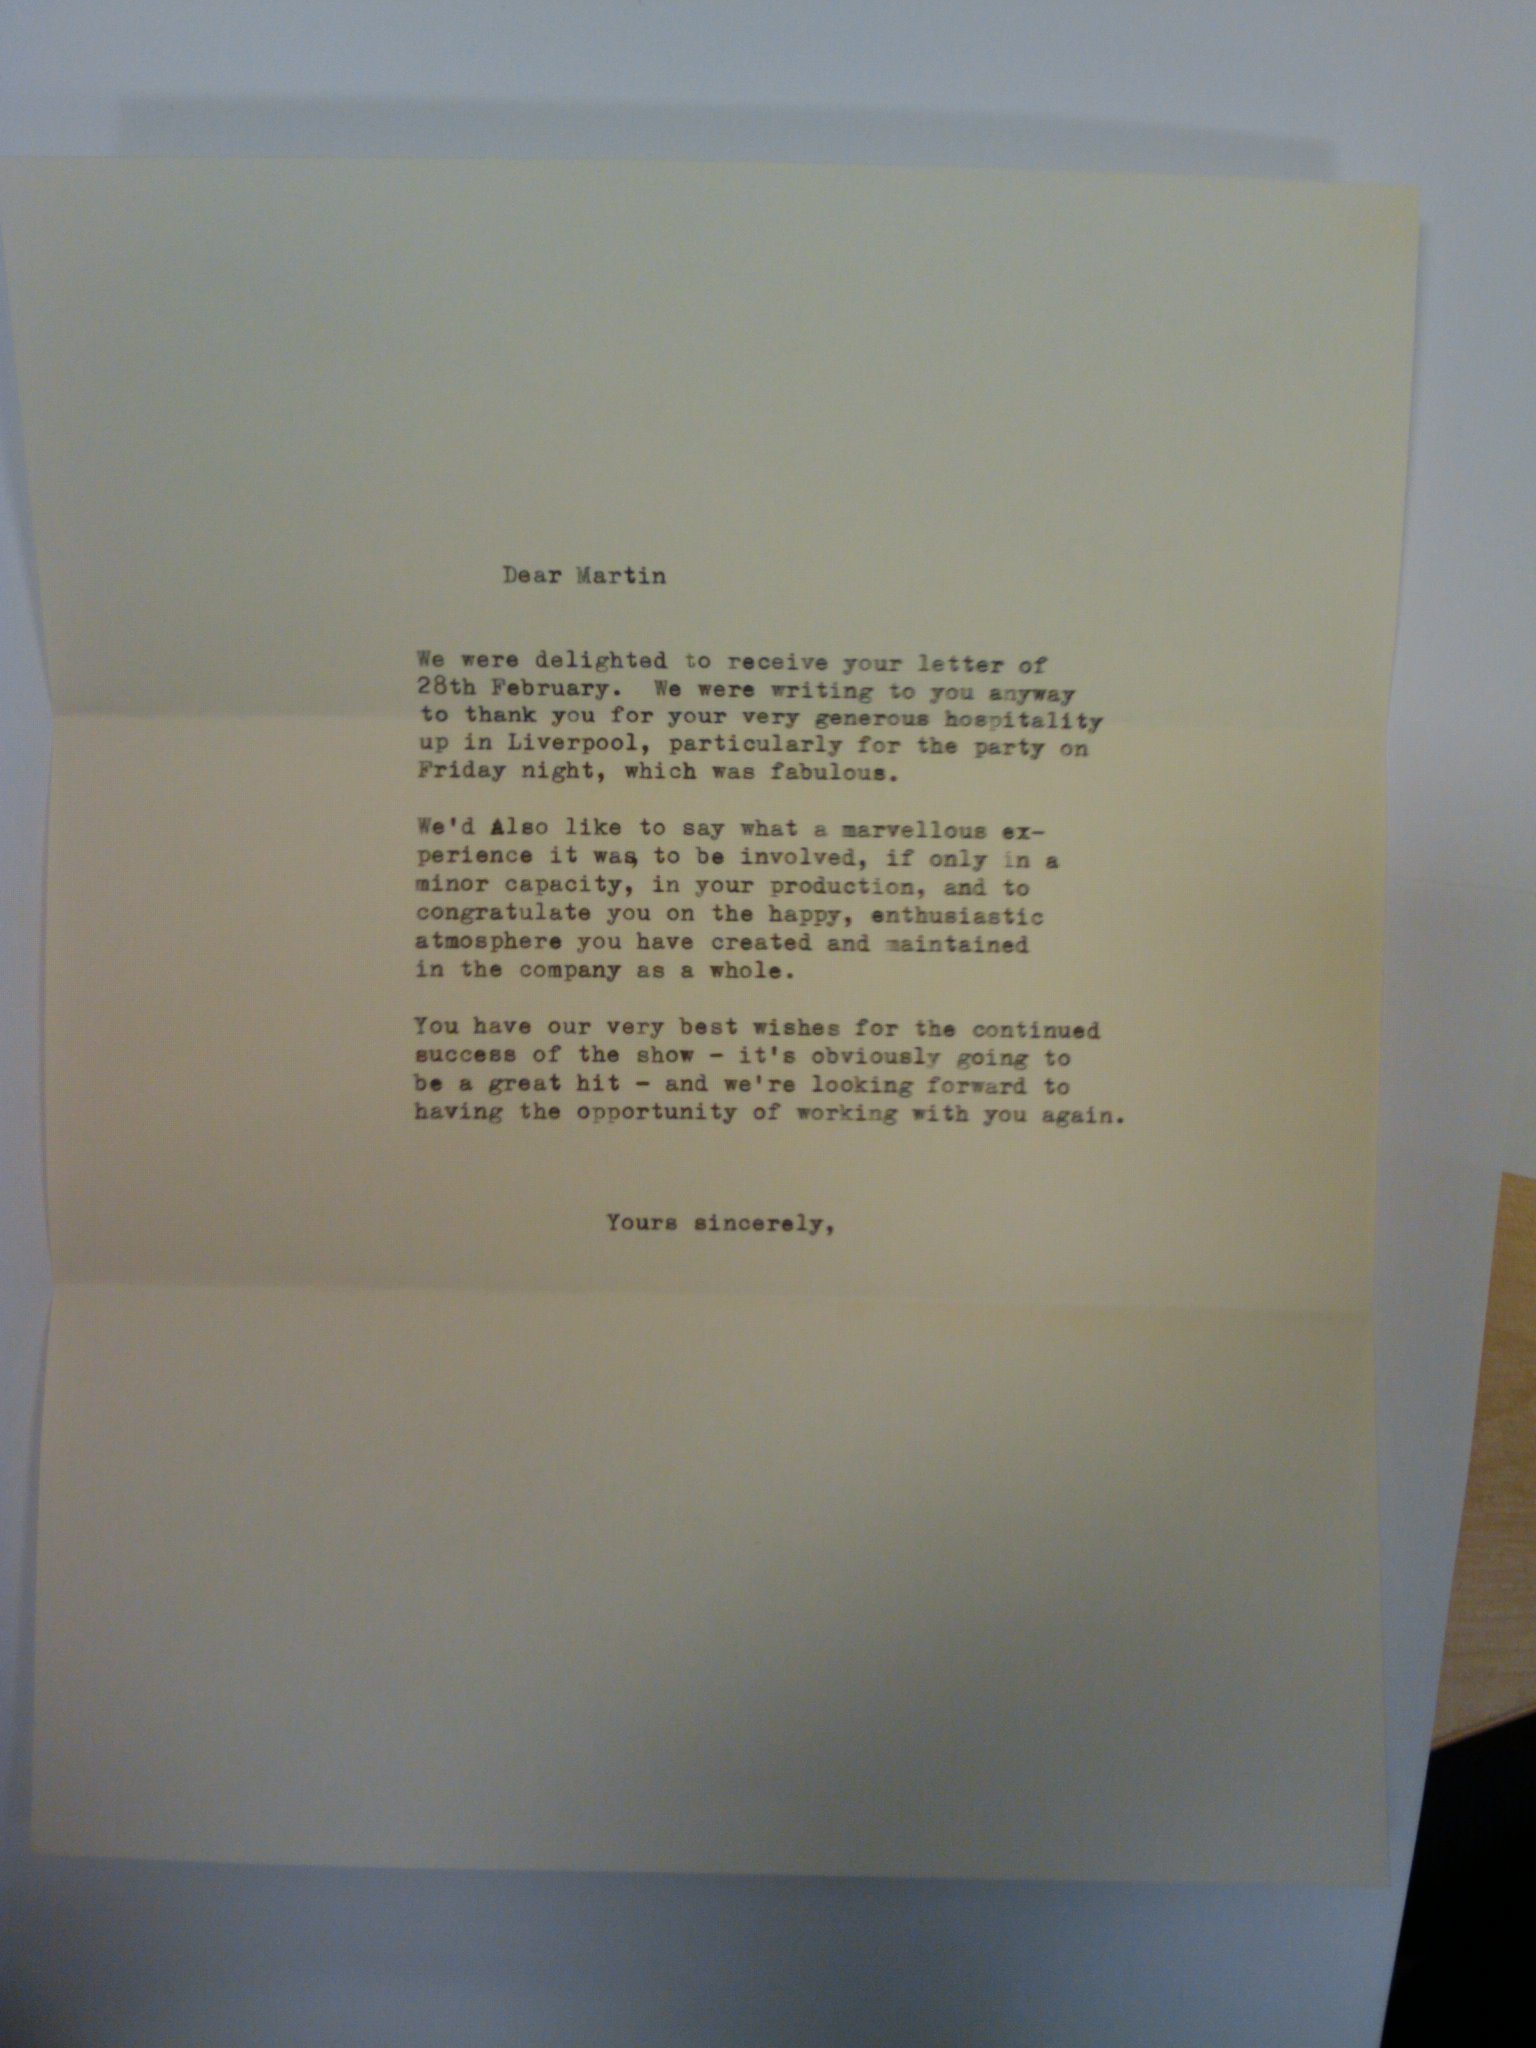 Dear Martin
We were delighted to receive your letter of
28th February. We were writing to you anyway
to thank you for your very generous hospitality
up in Liverpool, particularly for the party on
Friday night, which was fabulous.
We'd Also like to say what a marvellous ex-
perience it was, to be involved, if only in a
minor capacity, in your production, and to
congratulate you on the happy, enthusiastic
atmosphere you have created and maintained
in the company as a whole.
You have our very best wishes for the continued
success of the show - it's obviously going to
be a great hit - and we're looking forward to
having the opportunity of working with you again.
Yours sincerely,